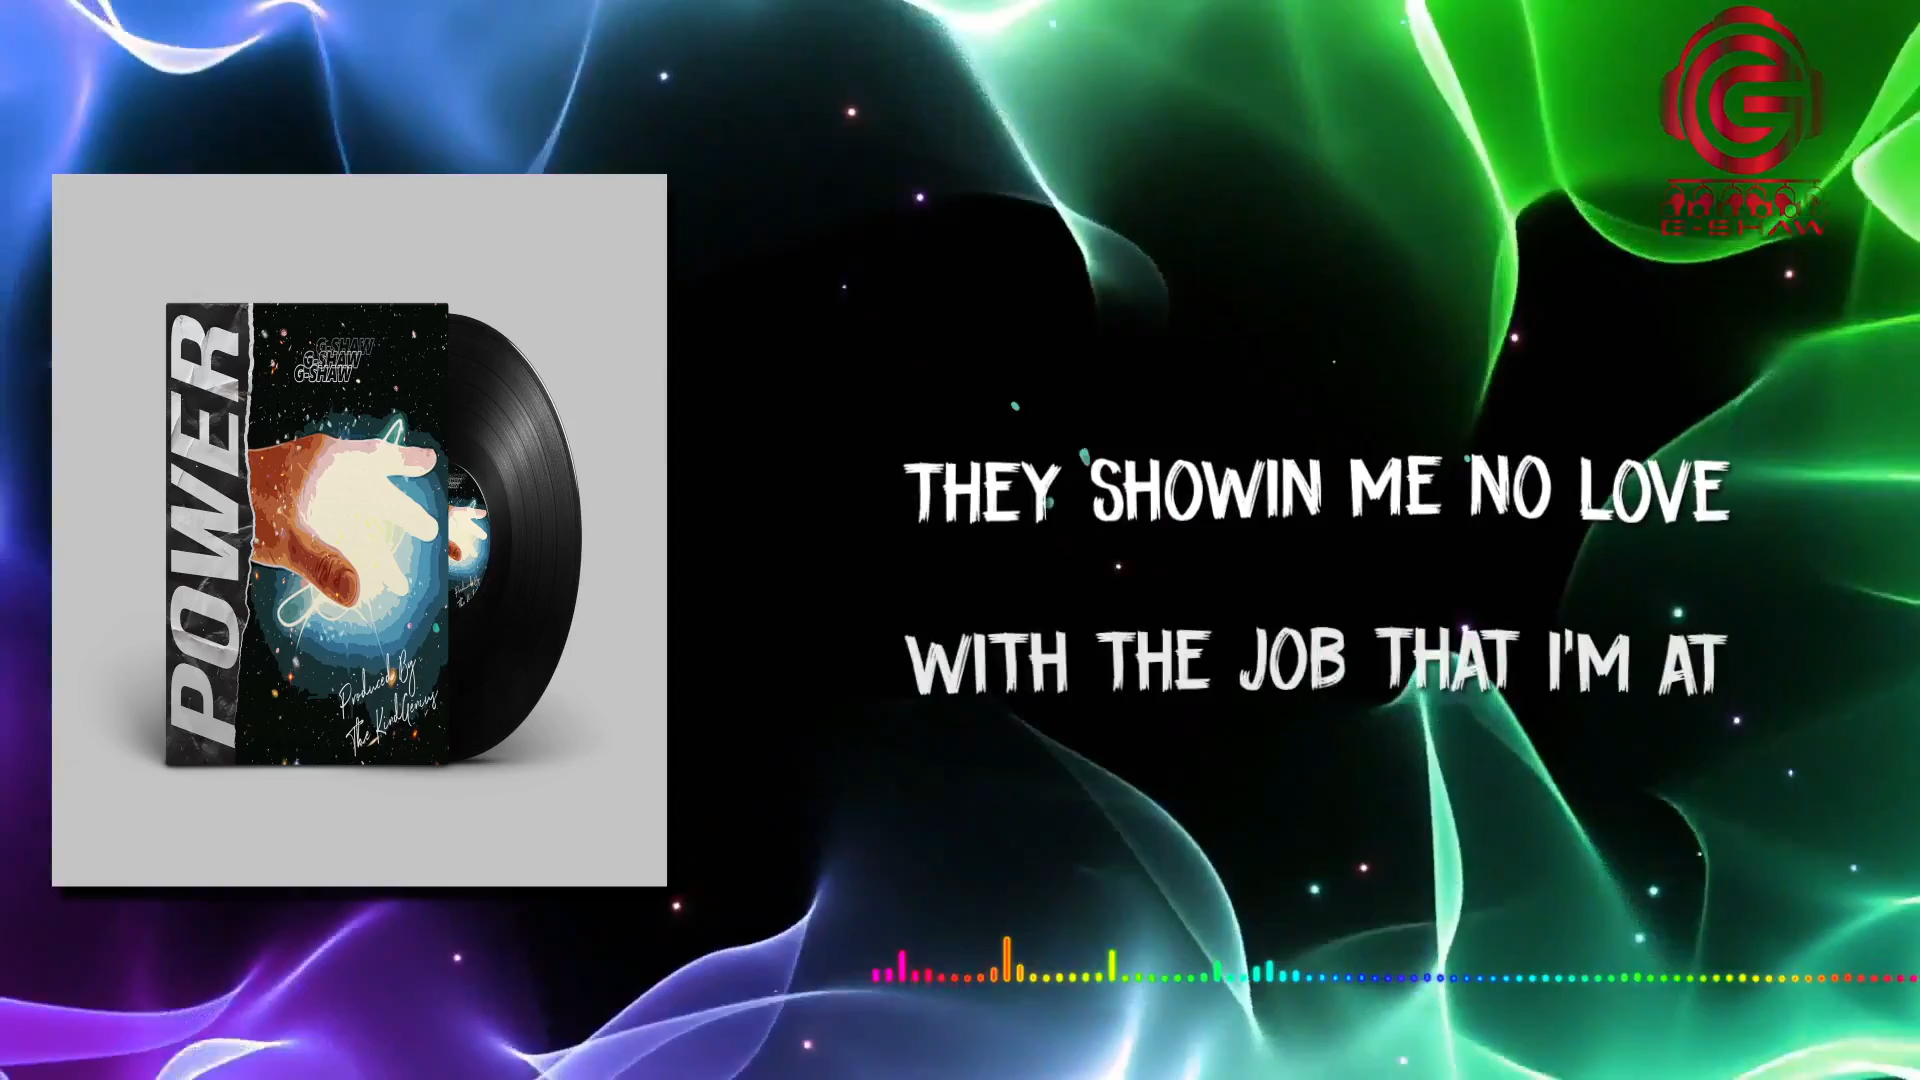 POWER
G-SHAW
G-SHAW
G-SHAW
Produced By
The KindGenius
THEY SHOWIN ME NO LOVE
WITH THE JOB THAT I'M AT
G-SHAW